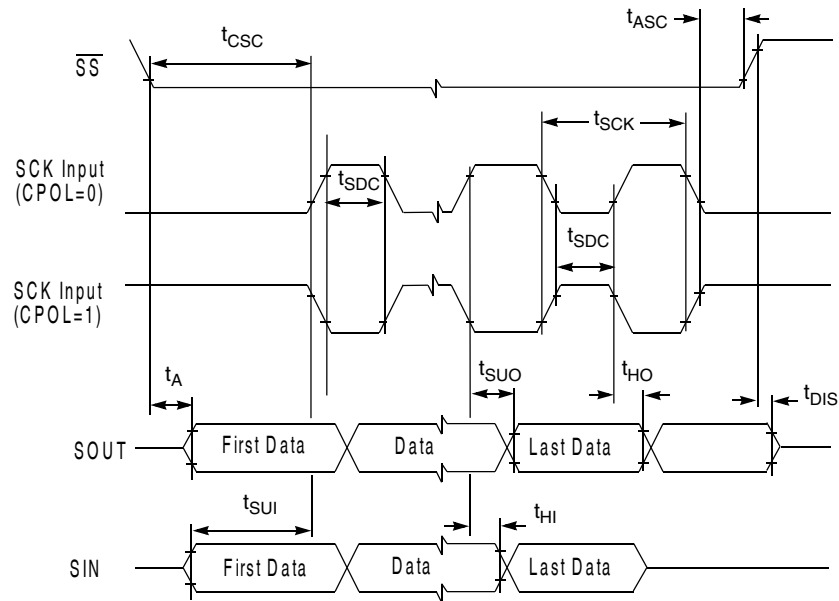 tASC
tCSC
SS
tSCK
SCK Input
(CPOL=0)
tSDC
tSDC
SCK Input
(CPOL=1)
tA
tSUO
tHO
tDIS
SOUT
First Data
Data
Last Data
tSUI
tHI
SIN
First Data
Data
Last Data